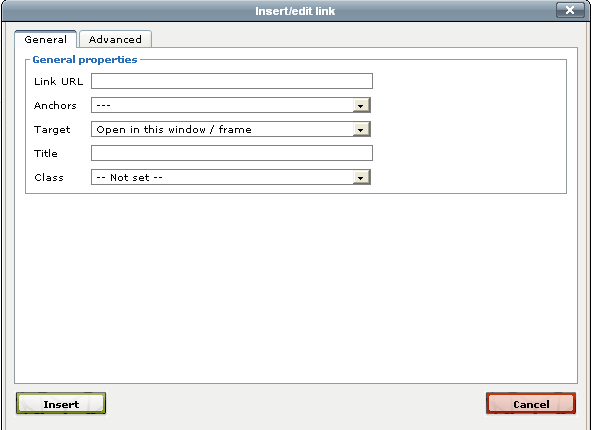 Insert/edit link
General Advanced
General properties
Link URL
Anchors ---
Target Open in this window / frame
Title
Class -- Not set --
Insert Cancel